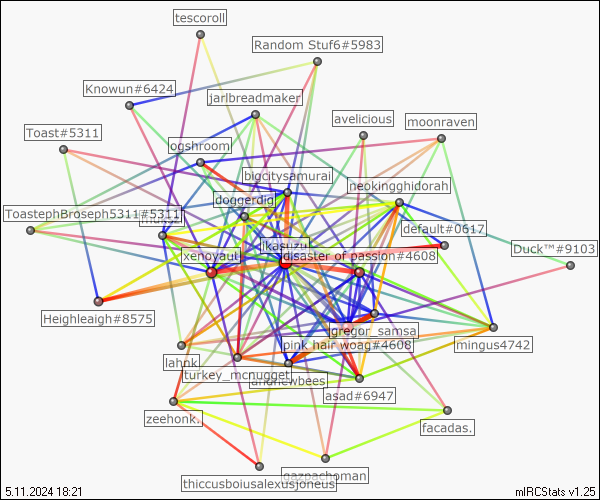 tescoroll
Random Stuf6#5983
Knowun#6424
jarlbreadmaker
avelicious
moonraven
Toast#5311
ogshroom
bigcitysamurai
neokingghidorah
doggerdig
ToastephBroseph5311#5311
default#0617
jkasuzu
Duck™#9103
xenoyaut
disaster of passion#4608
Heighleaigh#8575
gregor_samsa
mingus4742
pink hair woag#4608
lahnk
turkey_mcnugget
andrewbees
asad#6947
zeehonk.
facadas.
gazpachoman
thiccusboiusalexusjoneus
5.11.2024 18:21
mIRCStats v1.25